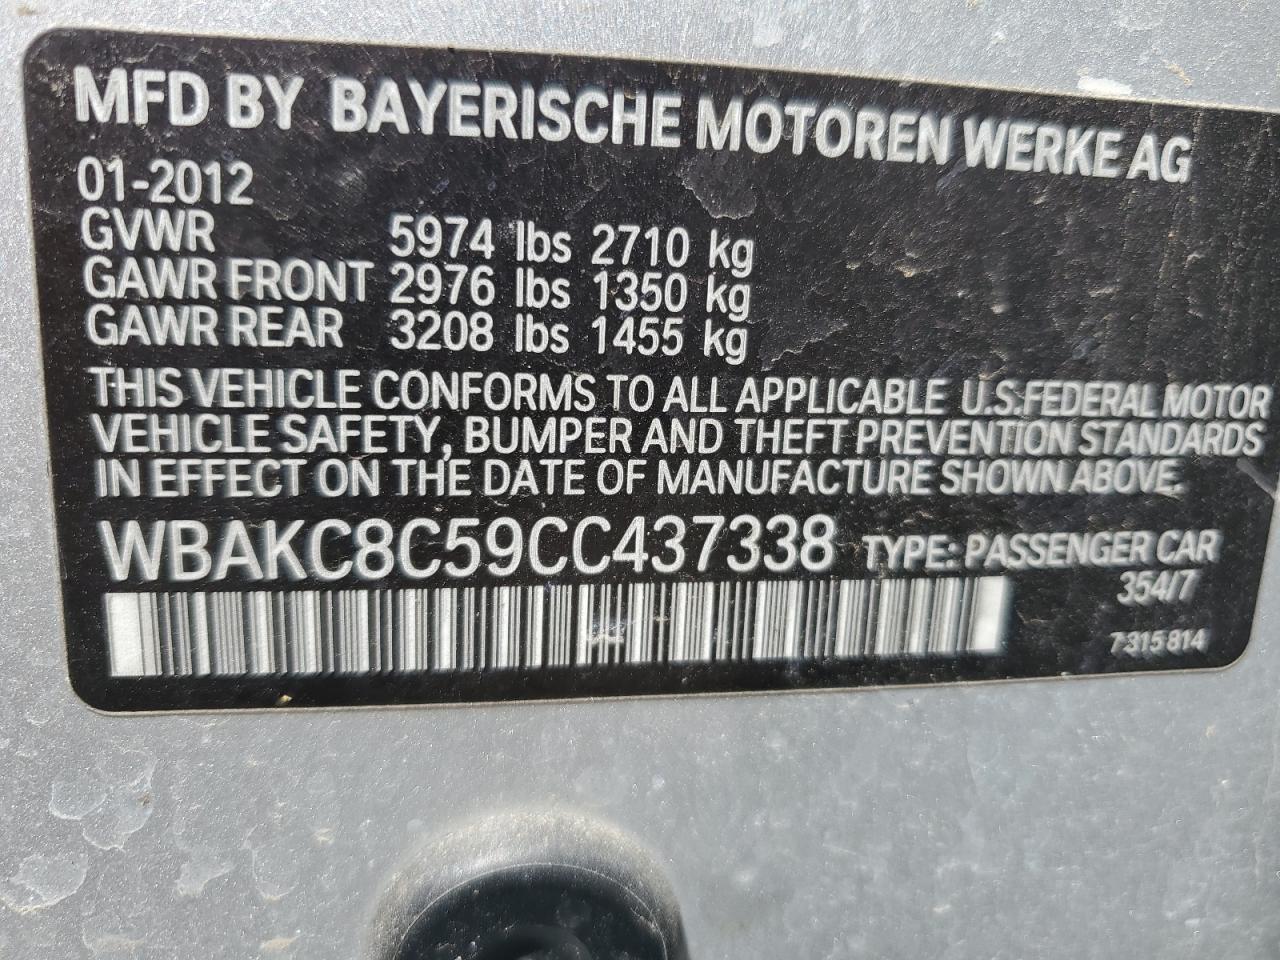 MFD BY BAYERISCHE MOTOREN WERKE AG
01-2012
GVWR 5974 lbs 2710 kg
GAWR FRONT 2976 lbs 1350 kg
GAWR REAR 3208 lbs 1455 kg
THIS VEHICLE CONFORMS TO ALL APPLICABLE U.S.FEDERAL MOTOR
VEHICLE SAFETY, BUMPER AND THEFT PREVENTION STANDARDS
IN EFFECT ON THE DATE OF MANUFACTURE SHOWN ABOVE.
WBAKC8C59CC437338 TYPE: PASSENGER CAR
354/7
7 315 814